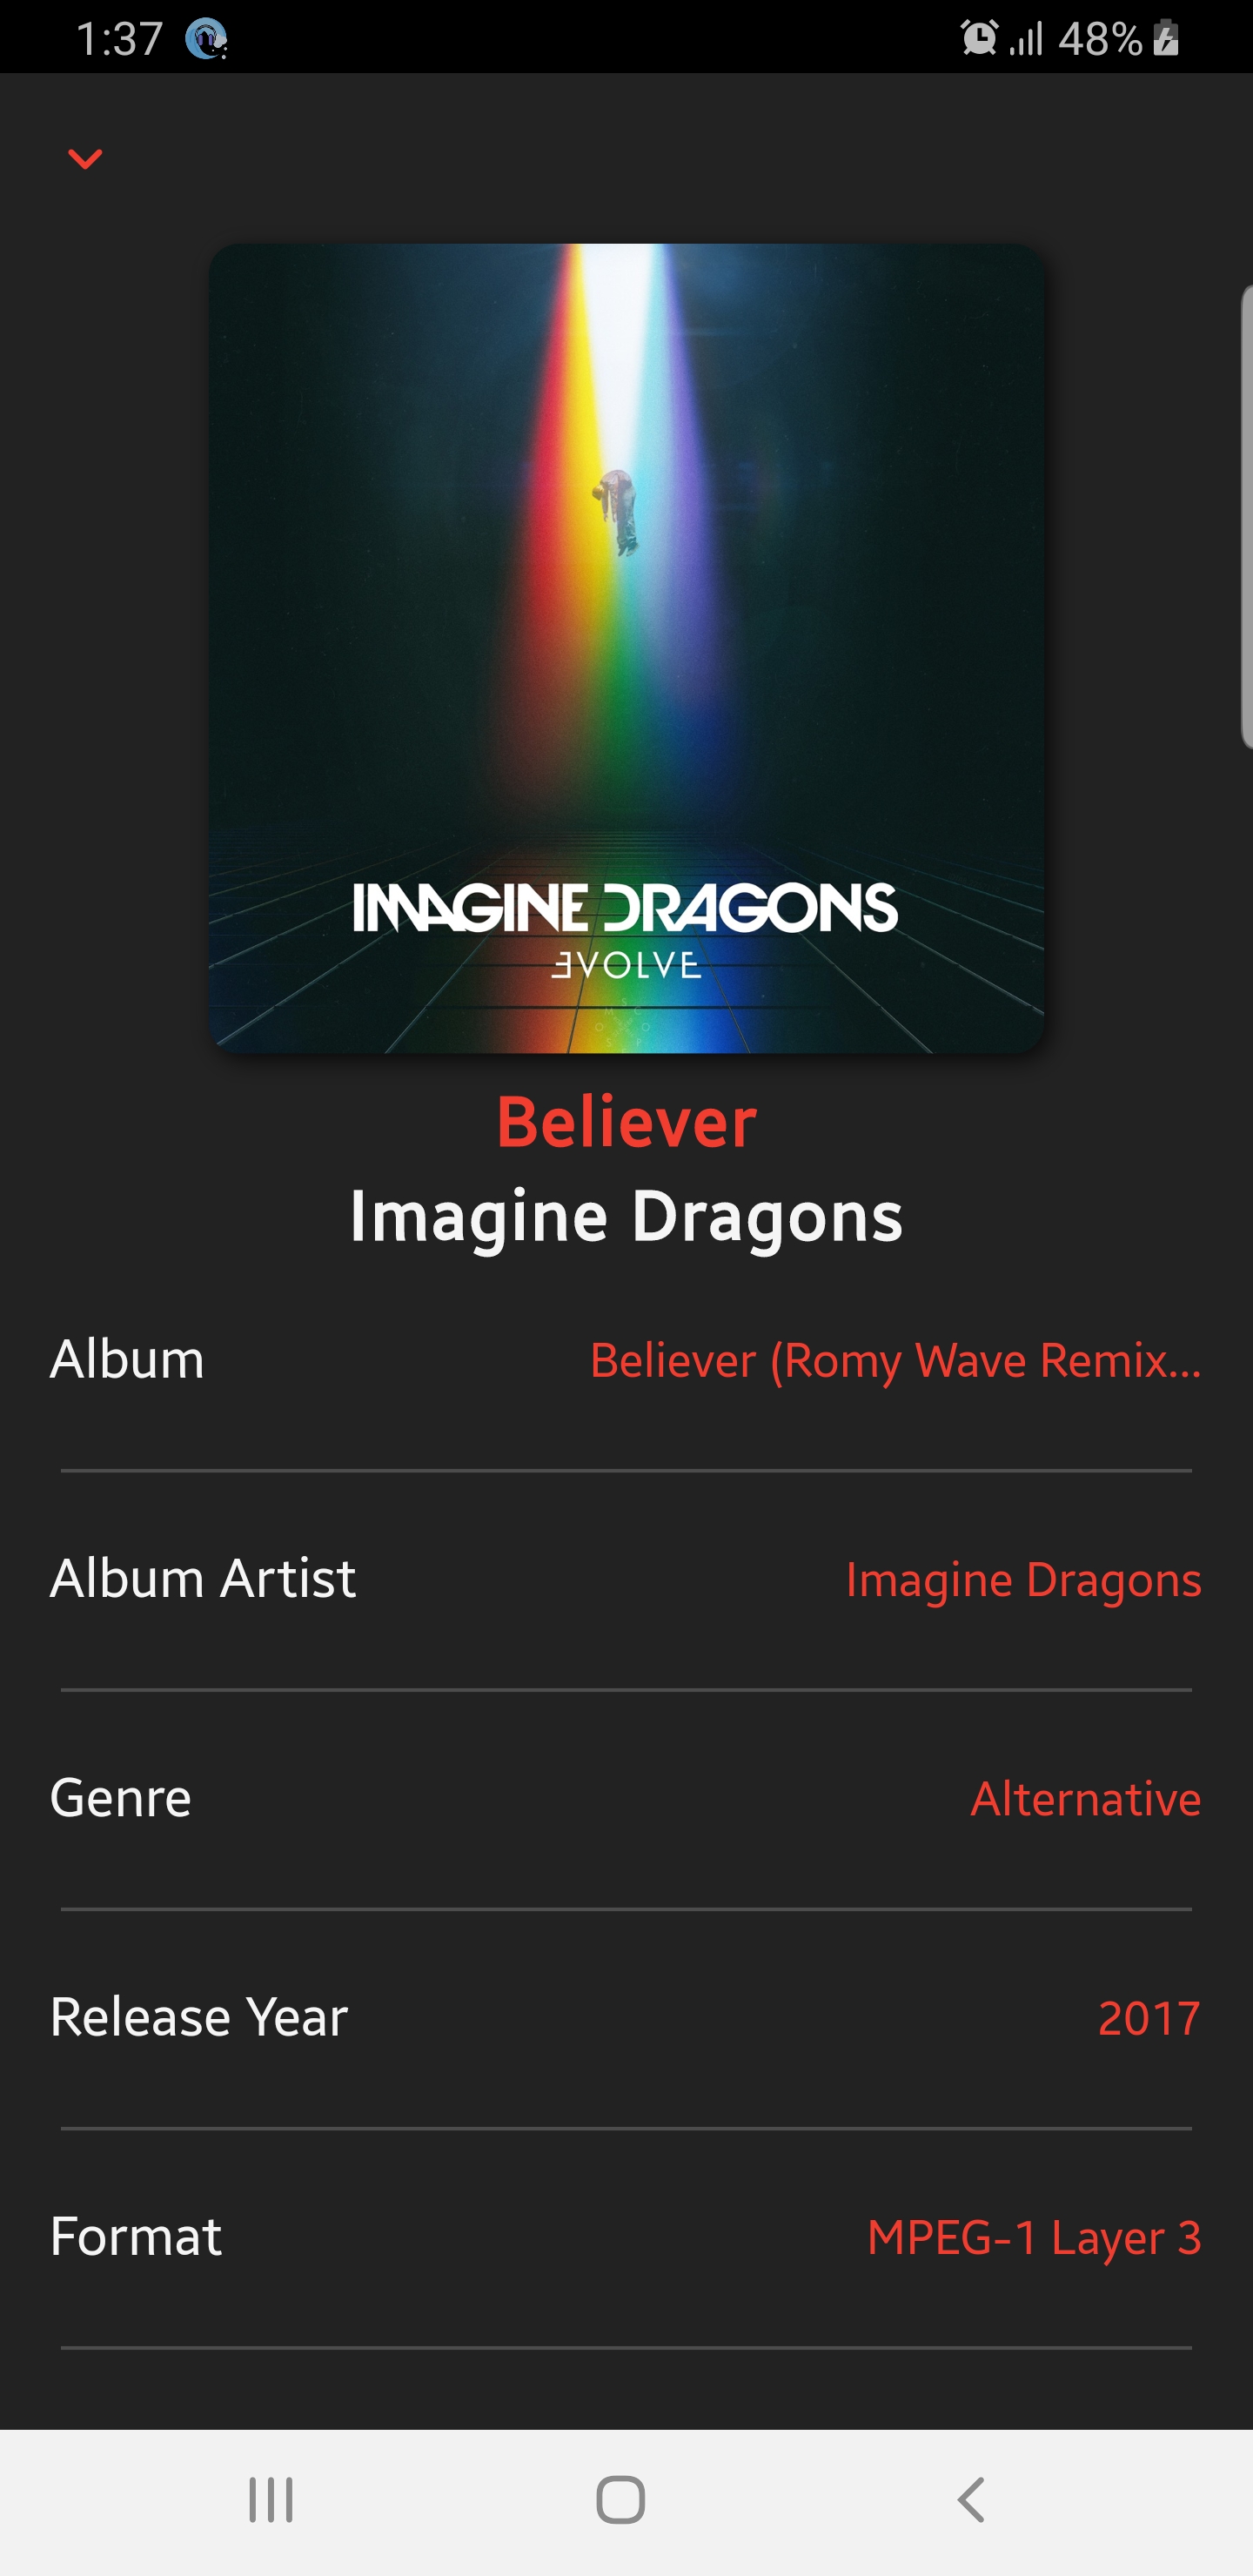 1:37
48%
IMAGINE DRAGONS
EVOLVE
Believer
Imagine Dragons
Album
Believer (Romy Wave Remix...
Album Artist
Imagine Dragons
Genre
Alternative
Release Year
2017
Format
MPEG-1 Layer 3